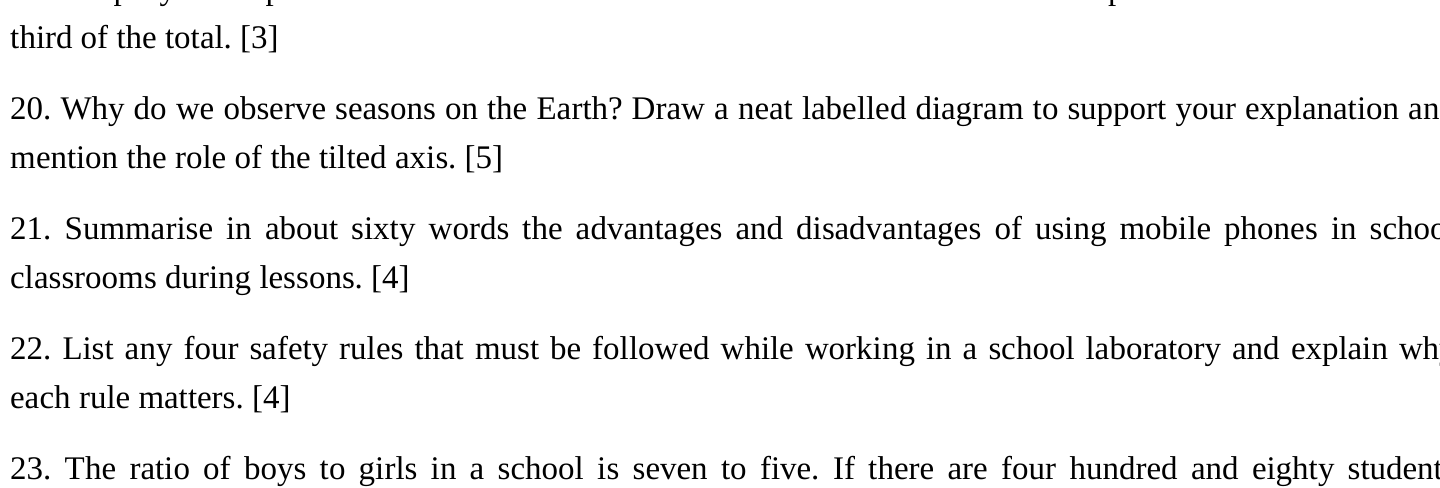 third of the total. [3]
20. Why do we observe seasons on the Earth? Draw a neat labelled diagram to support your explanation an
mention the role of the tilted axis. [5]
21. Summarise in about sixty words the advantages and disadvantages of using mobile phones in schoo
classrooms during lessons. [4]
22. List any four safety rules that must be followed while working in a school laboratory and explain why
each rule matters. [4]
23. The ratio of boys to girls in a school is seven to five. If there are four hundred and eighty student